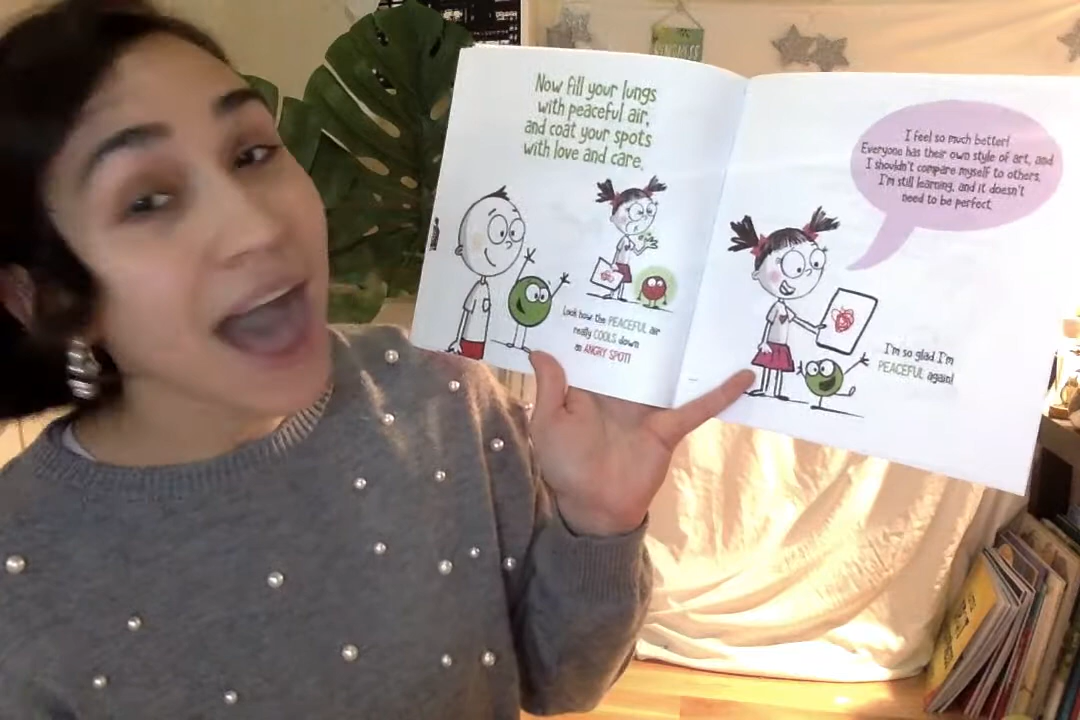 Now fill your lungs
with peaceful air,
and coat your spots
with love and care.
Look how the PEACEFUL air
really COOLS down
an ANGRY SPOT!
I feel so much better!
Everyone has their own style of art, and
I shouldn't compare myself to others.
I'm still learning, and it doesn't
need to be perfect.
I'm so glad I'm
PEACEFUL again!